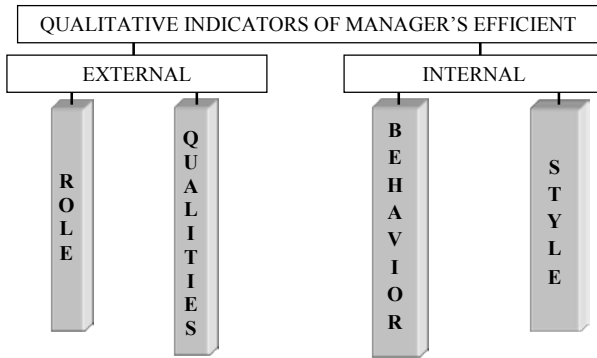 QUALITATIVE INDICATORS OF MANAGER'S EFFICIENT
EXTERNAL
INTERNAL
ROLE
QUALITIES
BEHAVIOR
STYLE